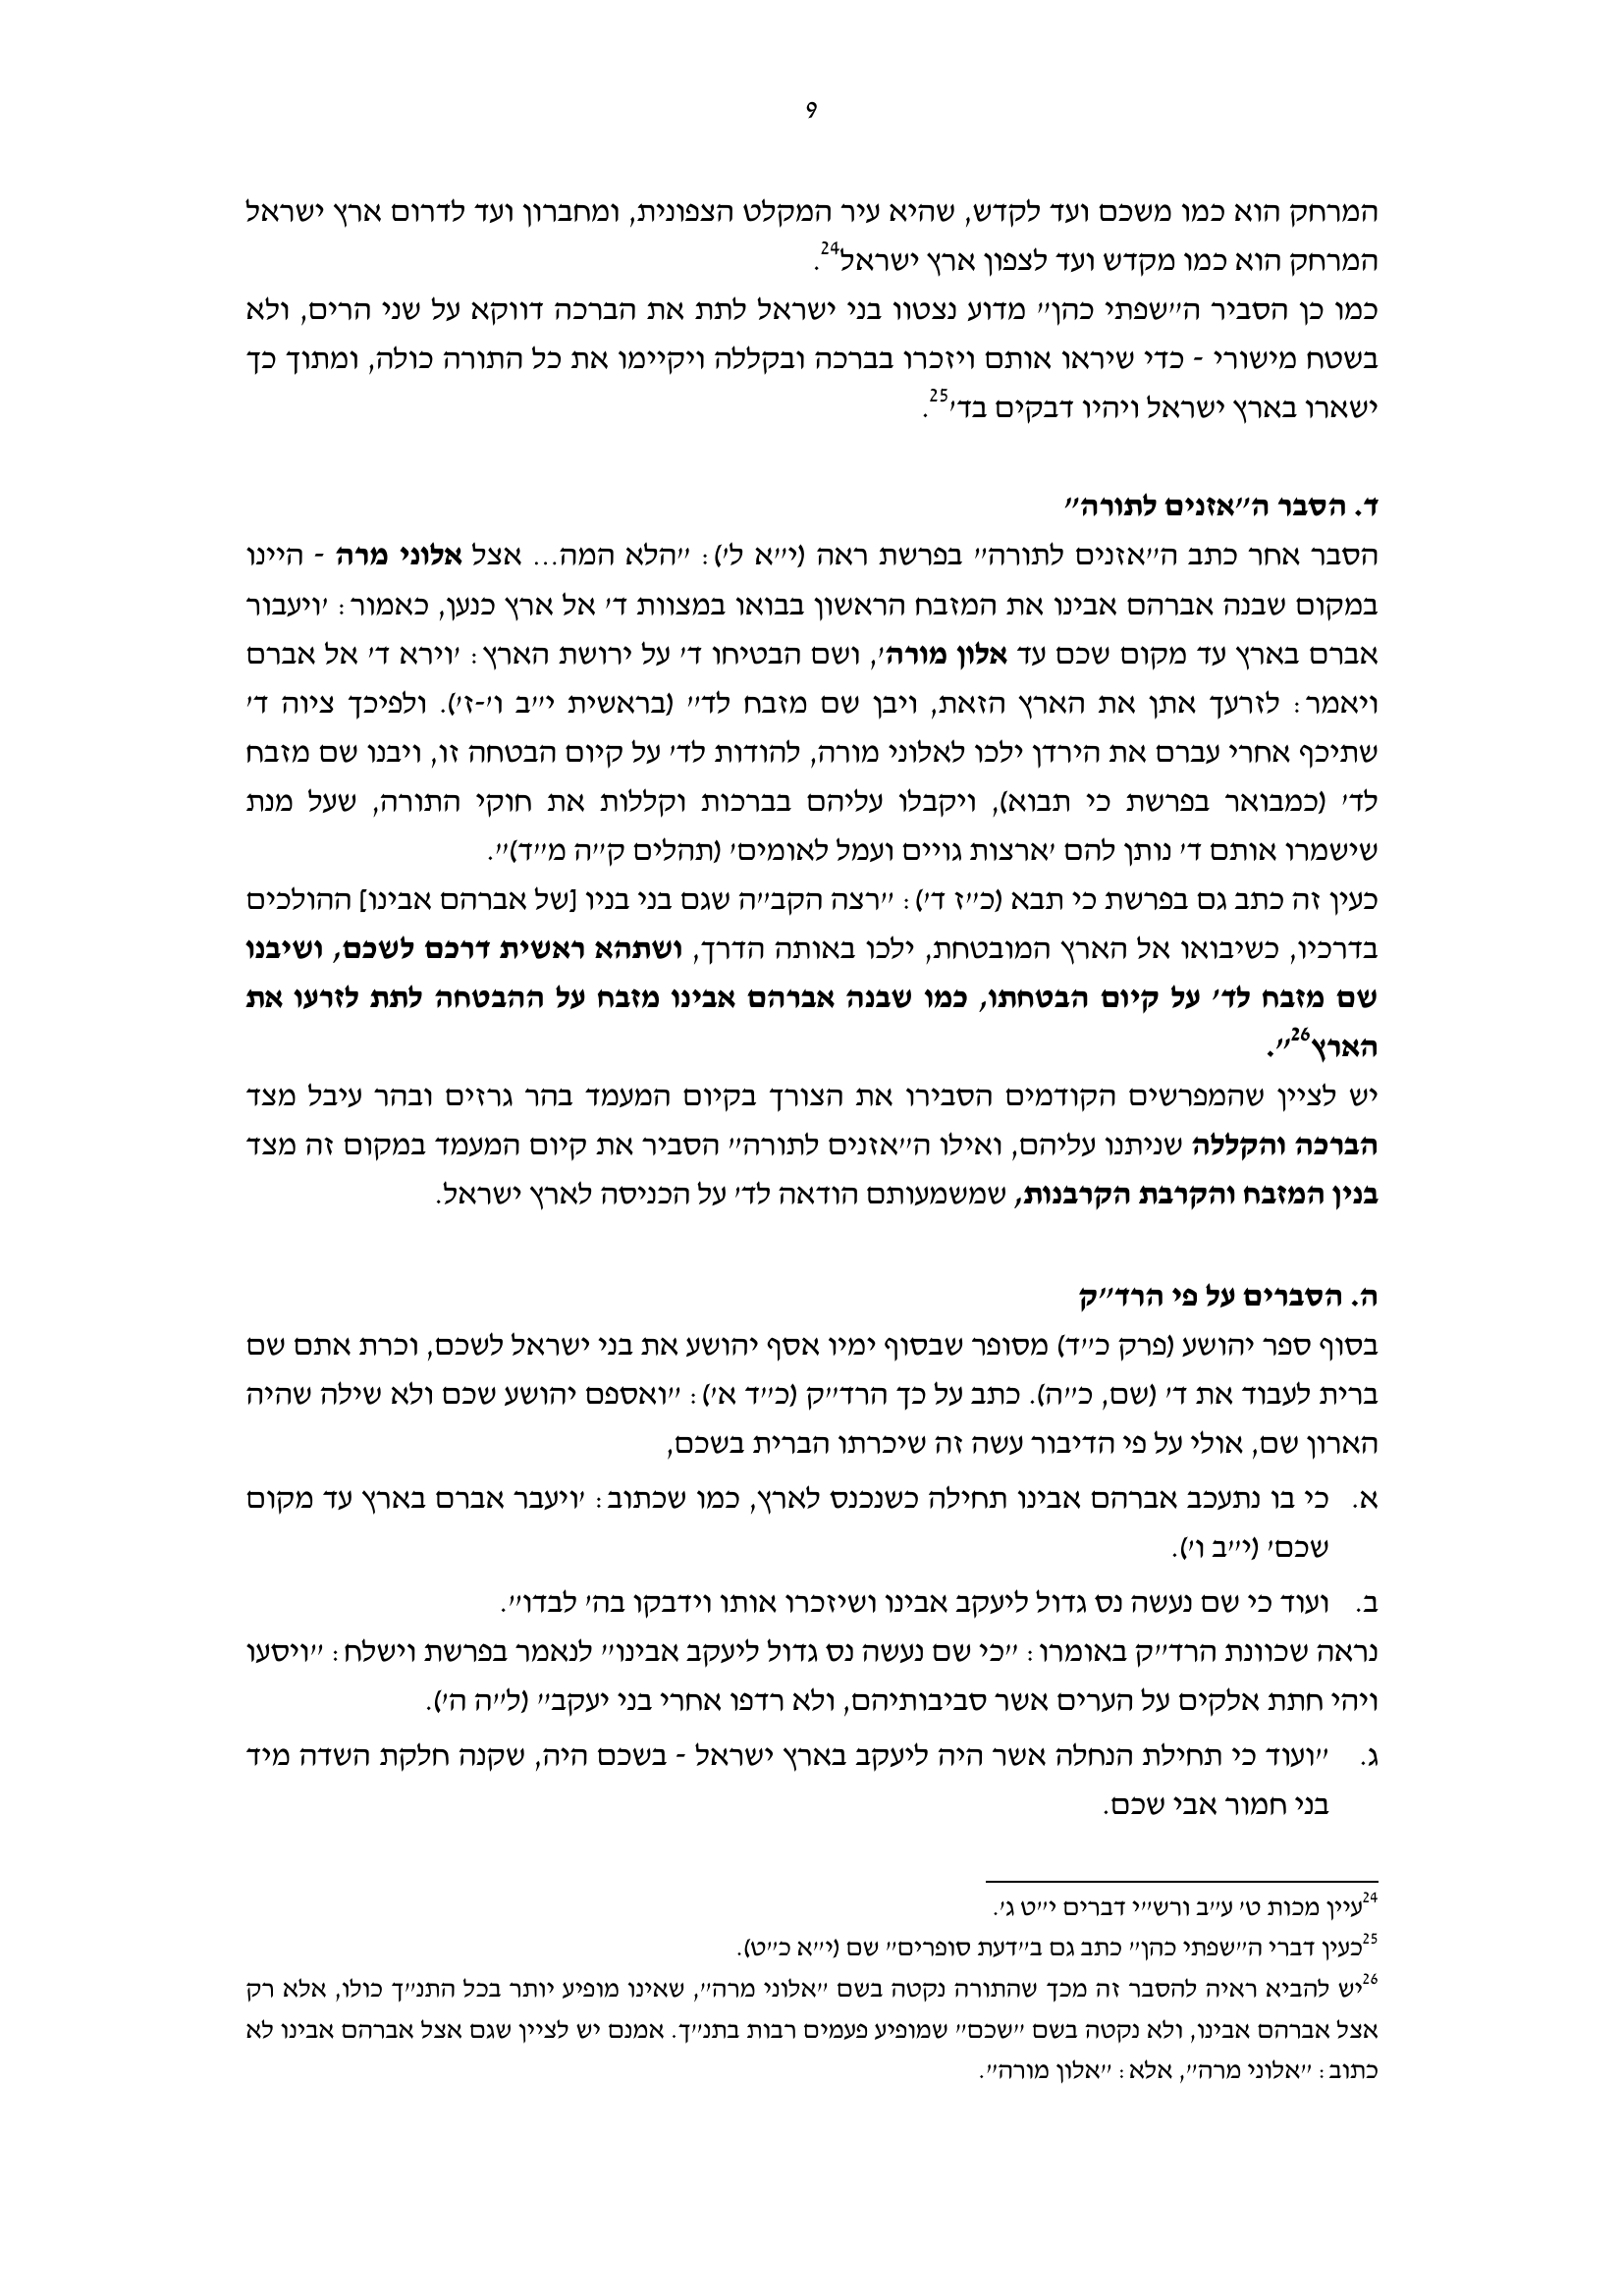 9
המרחק הוא כמו משכם ועד לקדש, שהיא עיר המקלט הצפונית, ומחברון ועד לדרום ארץ ישראל
המרחק הוא כמו מקדש ועד לצפון ארץ ישראל24.
כמו כן הסביר ה״שפתי כהן״ מדוע נצטוו בני ישראל לתת את הברכה דווקא על שני הרים, ולא
בשטח מישורי - כדי שיראו אותם ויזכרו בברכה ובקללה ויקיימו את כל התורה כולה, ומתוך כך
ישארו בארץ ישראל ויהיו דבקים בד׳25.
ד. הסבר ה״אזנים לתורה״
הסבר אחר כתב ה״אזנים לתורה״ בפרשת ראה (י״א ל׳): ״הלא המה... אצל אלוני מרה - היינו
במקום שבנה אברהם אבינו את המזבח הראשון בבואו במצוות ד׳ אל ארץ כנען, כאמור: ׳ויעבור
אברם בארץ עד מקום שכם עד אלון מורה׳, ושם הבטיחו ד׳ על ירושת הארץ: ׳וירא ד׳ אל אברם
ויאמר: לזרעך אתן את הארץ הזאת, ויבן שם מזבח לד״ (בראשית י״ב ו׳-ז׳). ולפיכך ציוה ד׳
שתיכף אחרי עברם את הירדן ילכו לאלוני מורה, להודות לד׳ על קיום הבטחה זו, ויבנו שם מזבח
לד׳ (כמבואר בפרשת כי תבוא), ויקבלו עליהם בברכות וקללות את חוקי התורה, שעל מנת
שישמרו אותם ד׳ נותן להם ׳ארצות גויים ועמל לאומים׳ (תהלים ק״ה מ״ד)״.
כעין זה כתב גם בפרשת כי תבא (כ״ז ד׳): ״רצה הקב״ה שגם בני בניו [של אברהם אבינו] ההולכים
בדרכיו, כשיבואו אל הארץ המובטחת, ילכו באותה הדרך, ושתהא ראשית דרכם לשכם, ושיבנו
שם מזבח לד׳ על קיום הבטחתו, כמו שבנה אברהם אבינו מזבח על ההבטחה לתת לזרעו את
הארץ26״.
יש לציין שהמפרשים הקודמים הסבירו את הצורך בקיום המעמד בהר גרזים ובהר עיבל מצד
הברכה והקללה שניתנו עליהם, ואילו ה״אזנים לתורה״ הסביר את קיום המעמד במקום זה מצד
בנין המזבח והקרבת הקרבנות, שמשמעותם הודאה לד׳ על הכניסה לארץ ישראל.
ה. הסברים על פי הרד״ק
בסוף ספר יהושע (פרק כ״ד) מסופר שבסוף ימיו אסף יהושע את בני ישראל לשכם, וכרת אתם שם
ברית לעבוד את ד׳ (שם, כ״ה). כתב על כך הרד״ק (כ״ד א׳): ״ואספם יהושע שכם ולא שילה שהיה
הארון שם, אולי על פי הדיבור עשה זה שיכרתו הברית בשכם,
א. כי בו נתעכב אברהם אבינו תחילה כשנכנס לארץ, כמו שכתוב: ׳ויעבר אברם בארץ עד מקום
שכם׳ (י״ב ו׳).
ב. ועוד כי שם נעשה נס גדול ליעקב אבינו ושיזכרו אותו וידבקו בה׳ לבדו״.
נראה שכוונת הרד״ק באומרו: ״כי שם נעשה נס גדול ליעקב אבינו״ לנאמר בפרשת וישלח: ״ויסעו
ויהי חתת אלקים על הערים אשר סביבותיהם, ולא רדפו אחרי בני יעקב״ (ל״ה ה׳).
ג. ״ועוד כי תחילת הנחלה אשר היה ליעקב בארץ ישראל - בשכם היה, שקנה חלקת השדה מיד
בני חמור אבי שכם.
24עיין מכות ט׳ ע״ב ורש״י דברים י״ט ג׳.
25כעין דברי ה״שפתי כהן״ כתב גם ב״דעת סופרים״ שם (י״א כ״ט).
26יש להביא ראיה להסבר זה מכך שהתורה נקטה בשם ״אלוני מרה״, שאינו מופיע יותר בכל התנ״ך כולו, אלא רק
אצל אברהם אבינו, ולא נקטה בשם ״שכם״ שמופיע פעמים רבות בתנ״ך. אמנם יש לציין שגם אצל אברהם אבינו לא
כתוב: ״אלוני מרה״, אלא: ״אלון מורה״.